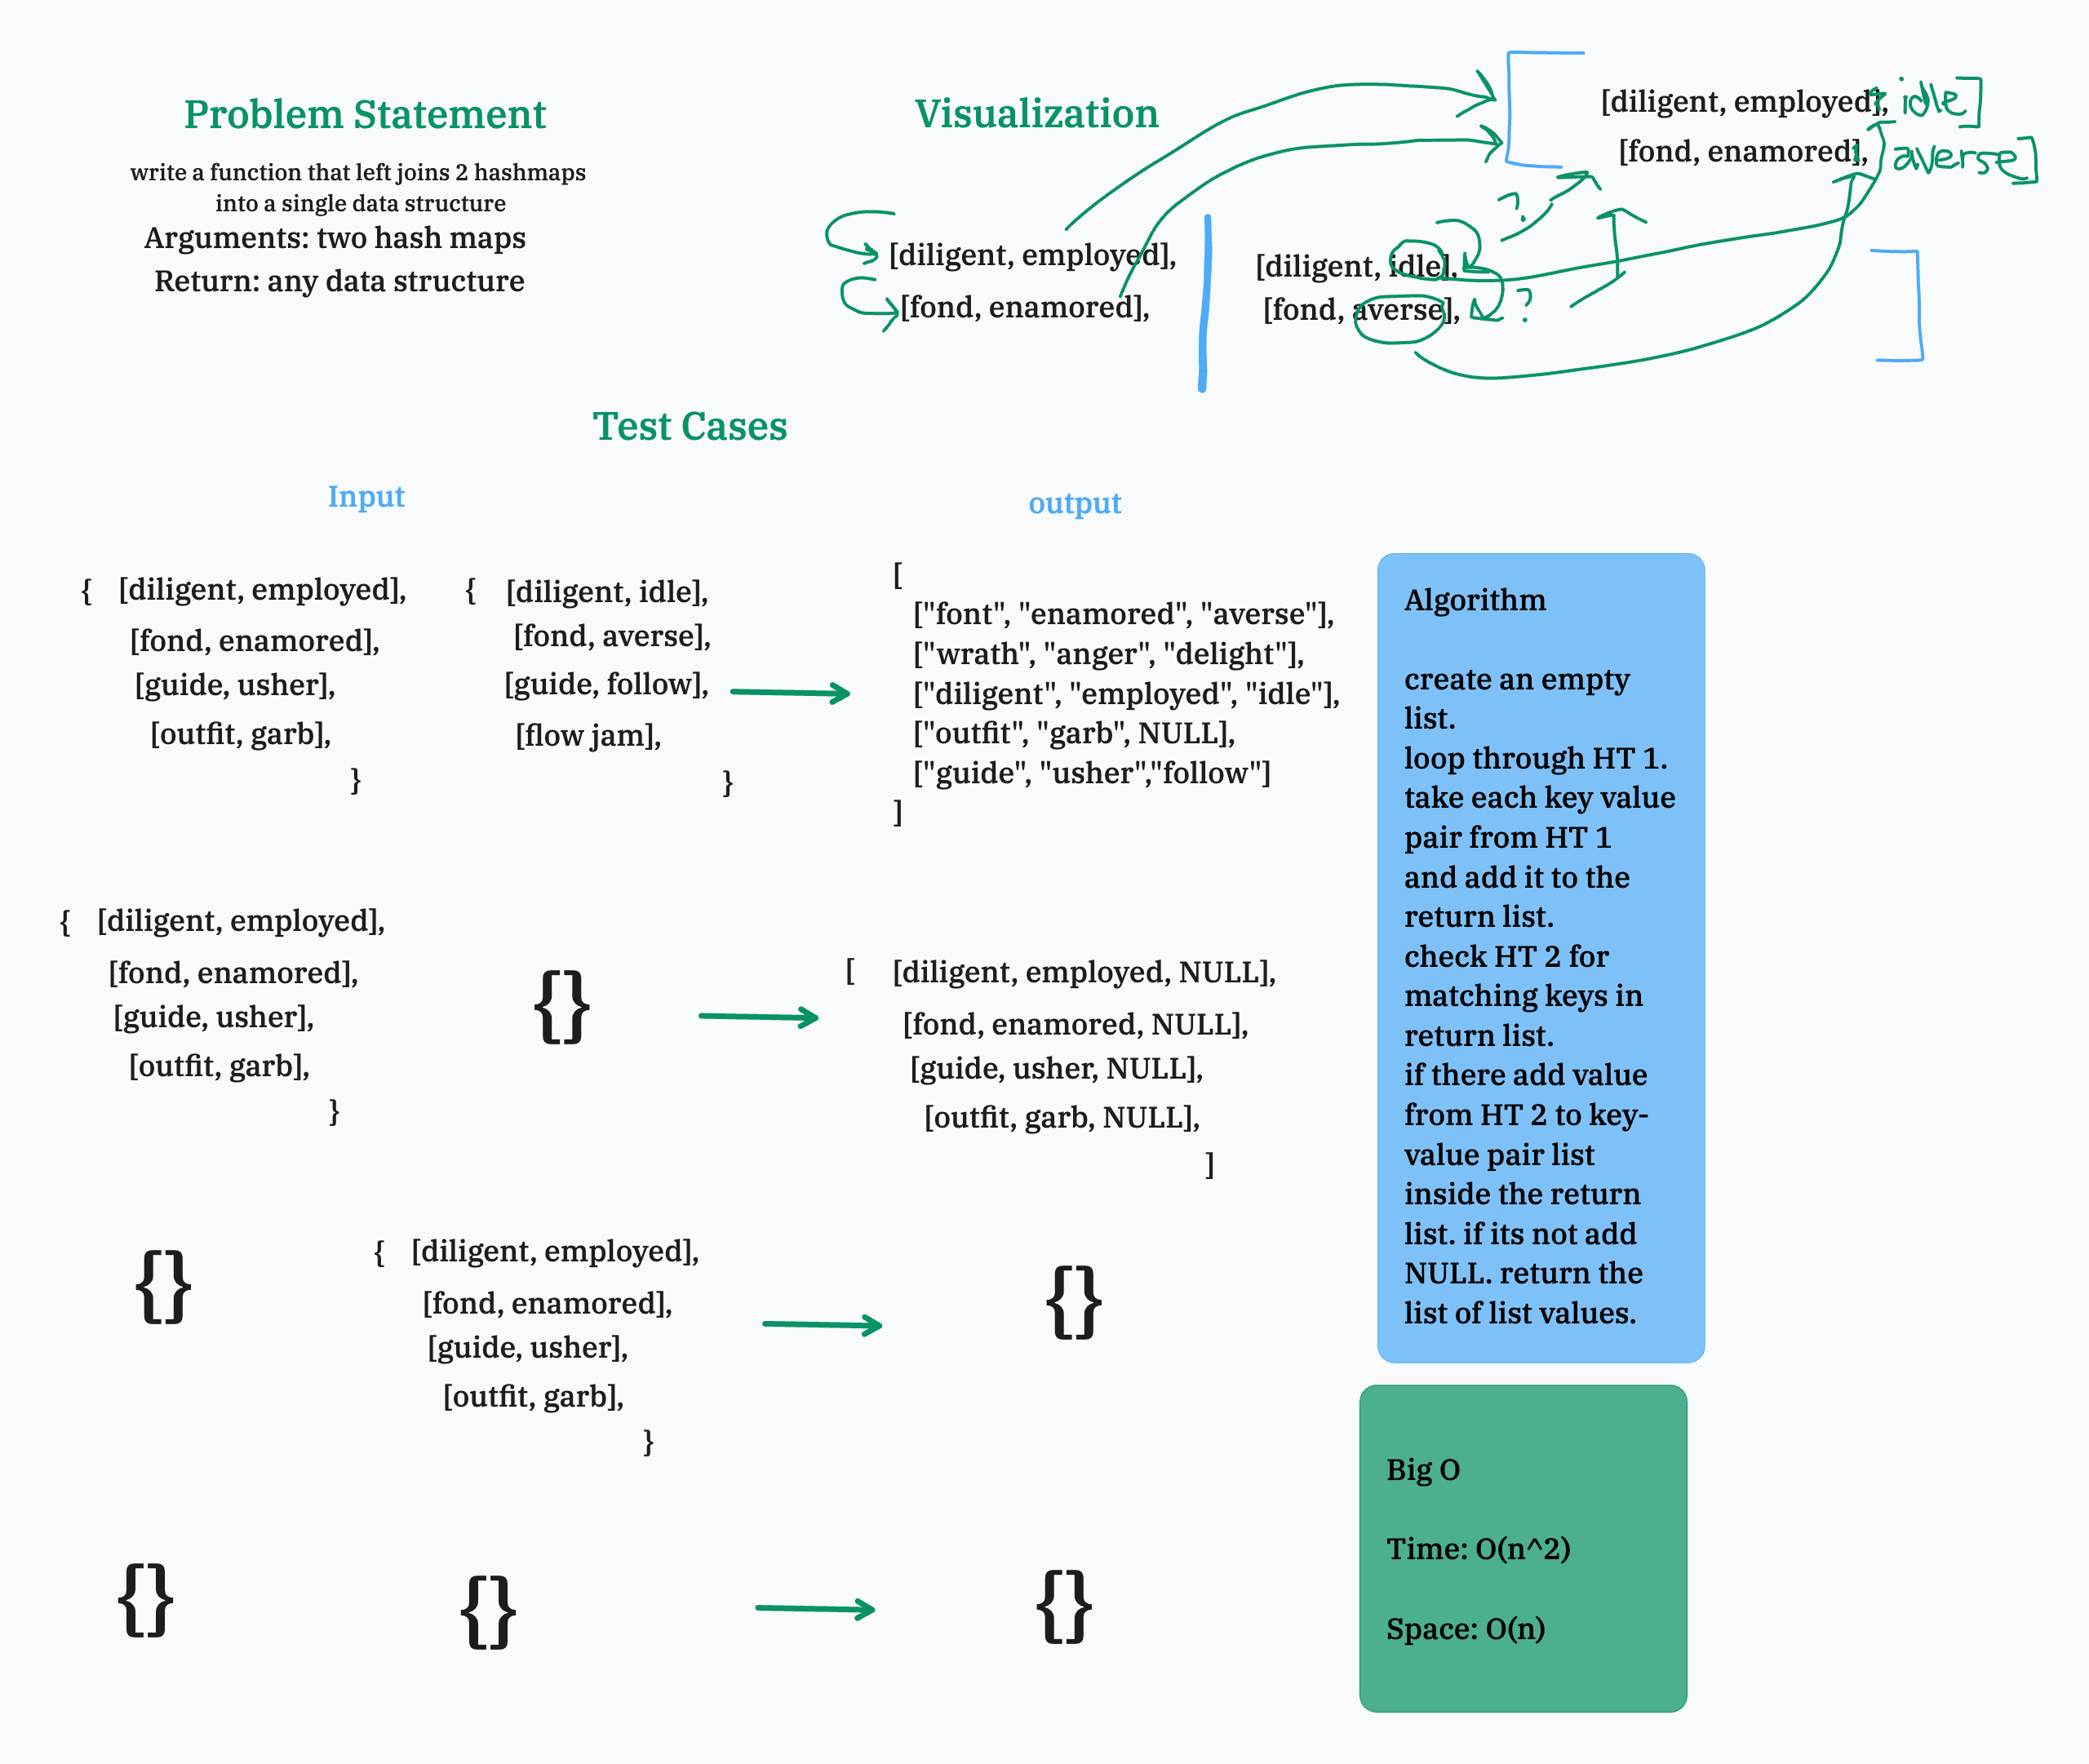 Problem Statement
write a function that left joins 2 hashmaps
into a single data structure
Arguments: two hash maps
Return: any data structure
Visualization
[diligent, employed],
[fond, enamored],
[diligent, idle],
[fond, averse],
?
?
[diligent, employed], idle]
[fond, enamored], averse]
Test Cases
Input
output
{ [diligent, employed],
[fond, enamored],
[guide, usher],
[outfit, garb],
}
{ [diligent, idle],
[fond, averse],
[guide, follow],
[flow jam],
}
[
["font", "enamored", "averse"],
["wrath", "anger", "delight"],
["diligent", "employed", "idle"],
["outfit", "garb", NULL],
["guide", "usher","follow"]
]
{ [diligent, employed],
[fond, enamored],
[guide, usher],
[outfit, garb],
}
{}
[ [diligent, employed, NULL],
[fond, enamored, NULL],
[guide, usher, NULL],
[outfit, garb, NULL],
]
{}
{ [diligent, employed],
[fond, enamored],
[guide, usher],
[outfit, garb],
}
{}
{}
{}
{}
Algorithm
create an empty
list.
loop through HT 1.
take each key value
pair from HT 1
and add it to the
return list.
check HT 2 for
matching keys in
return list.
if there add value
from HT 2 to key-
value pair list
inside the return
list. if its not add
NULL. return the
list of list values.
Big O
Time: O(n^2)
Space: O(n)